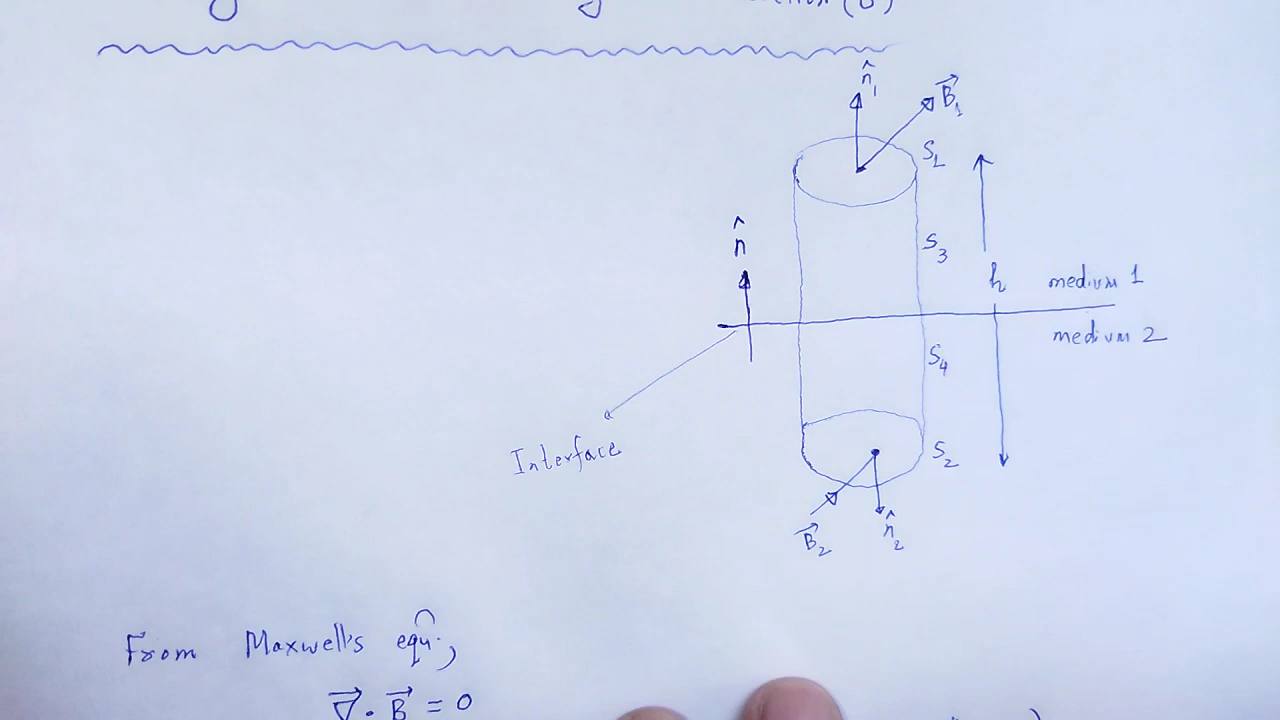 (B)
n̂₁
B⃗₁
S₁
n̂
S₃
h
medium 1
medium 2
S₄
Interface
S₂
B⃗₂
n̂₂
From Maxwell's equ.,
∇⃗ . B⃗ = 0